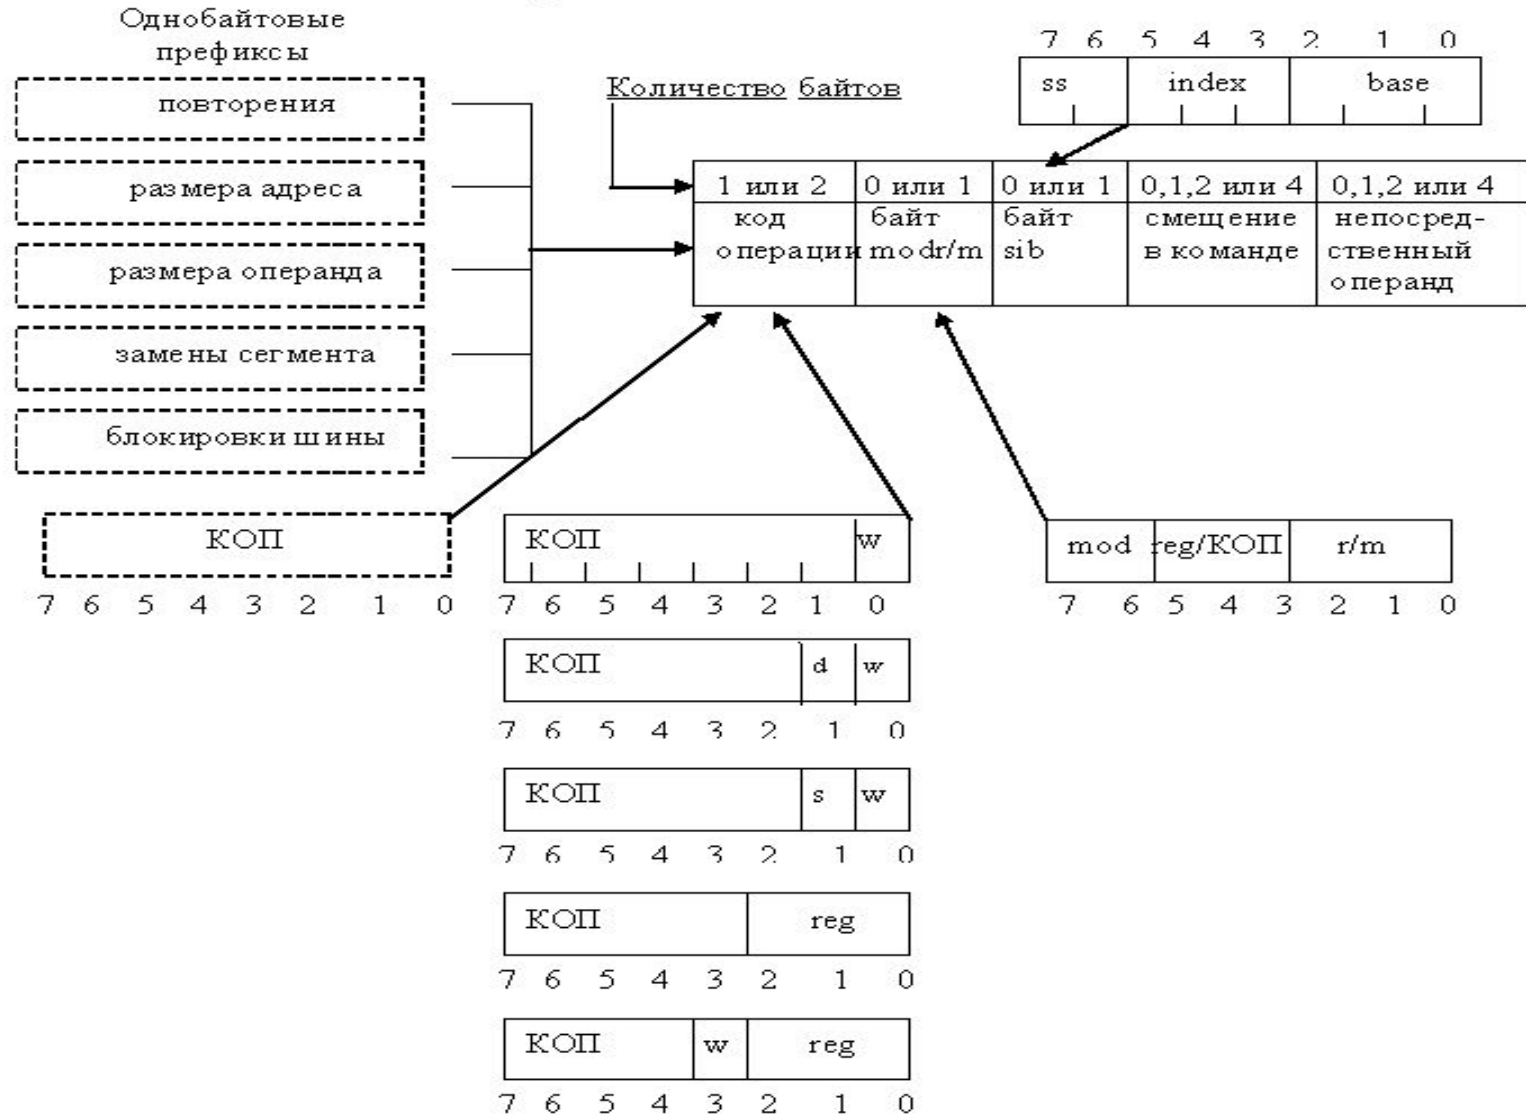 Однобайтовые
префиксы
повторения
размера адреса
размера операнда
замены сегмента
блокировки шины
Количество байтов
7 6 5 4 3 2 1 0
ss index base
1 или 2 0 или 1 0 или 1 0,1,2 или 4 0,1,2 или 4
код байт байт смещение непосред-
операции modr/m sib в команде ственный
операнд
КОП
7 6 5 4 3 2 1 0
КОП w
7 6 5 4 3 2 1 0
mod reg/КОП r/m
7 6 5 4 3 2 1 0
КОП d w
7 6 5 4 3 2 1 0
КОП s w
7 6 5 4 3 2 1 0
КОП reg
7 6 5 4 3 2 1 0
КОП w reg
7 6 5 4 3 2 1 0